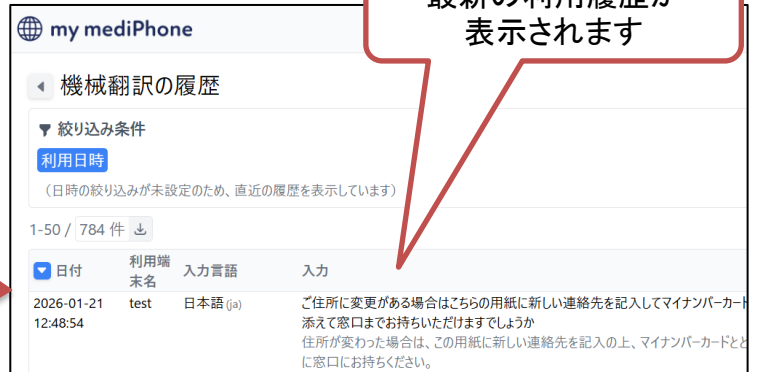 最新の利用履歴が
表示されます
my mediPhone
機械翻訳の履歴
絞り込み条件
利用日時
(日時の絞り込みが未設定のため、直近の履歴を表示しています)
1-50 / 784 件
日付 利用端末名 入力言語 入力
2026-01-21 12:48:54 test 日本語 (ja) ご住所に変更がある場合はこちらの用紙に新しい連絡先を記入してマイナンバーカード
添えて窓口までお持ちいただけますでしょうか
住所が変わった場合は、この用紙に新しい連絡先を記入の上、マイナンバーカードとと
に窓口にお持ちください。